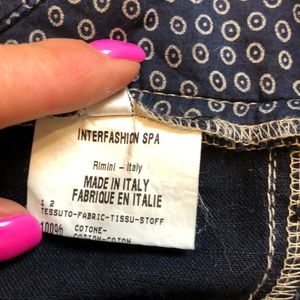 INTERFASHION SPA
Rimini - Italy
MADE IN ITALY
FABRIQUE EN ITALIE
1 2
TESSUTO-FABRIC-TISSU-STOFF
100% COTONE-
COTTON-COTON